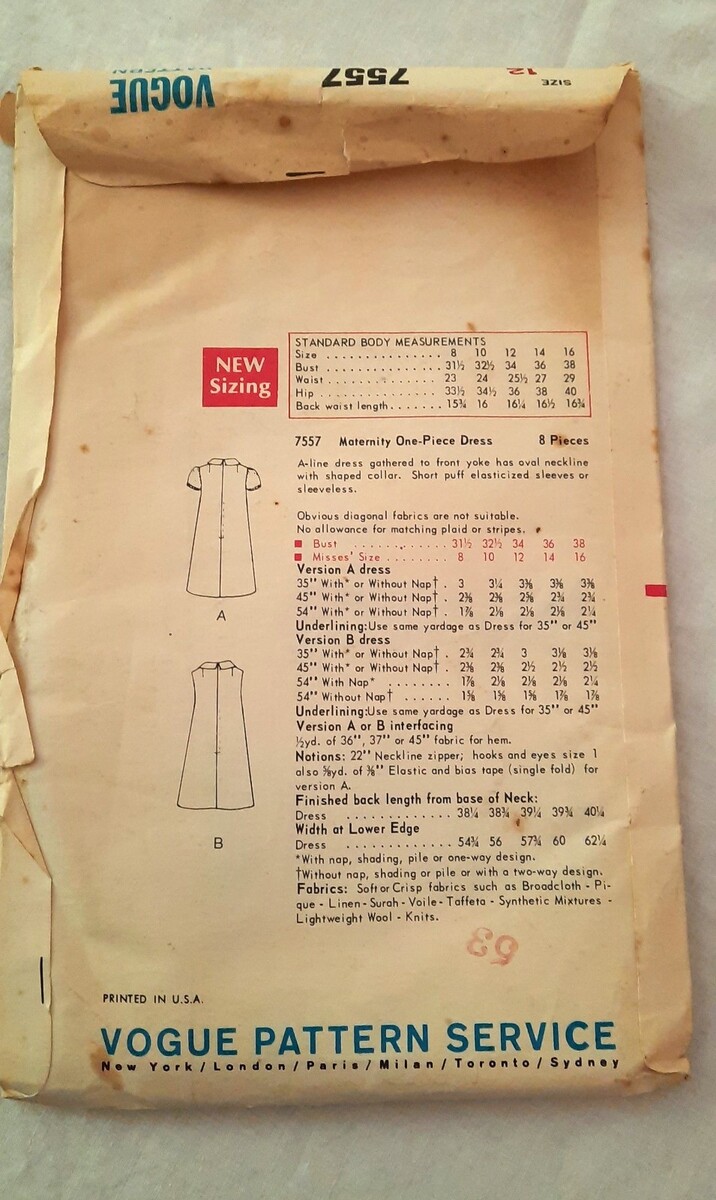 SIZE 12 7557 VOGUE
PATTERN
NEW
Sizing
STANDARD BODY MEASUREMENTS
Size ................ 8 10 12 14 16
Bust ................ 31½ 32½ 34 36 38
Waist ............... 23 24 25½ 27 29
Hip ................. 33½ 34½ 36 38 40
Back waist length ....... 15¾ 16 16¼ 16½ 16¾
7557 Maternity One-Piece Dress 8 Pieces
A-line dress gathered to front yoke has oval neckline
with shaped collar. Short puff elasticized sleeves or
sleeveless.
Obvious diagonal fabrics are not suitable.
No allowance for matching plaid or stripes.
■ Bust ............ 31½ 32½ 34 36 38
■ Misses' Size ........ 8 10 12 14 16
Version A dress
35" With* or Without Nap† . 3 3¼ 3⅜ 3⅜ 3⅜
45" With* or Without Nap† . 2⅝ 2⅝ 2⅝ 2¾ 2¾
54" With* or Without Nap† . 1⅞ 2⅛ 2⅛ 2⅛ 2¼
Underlining: Use same yardage as Dress for 35" or 45"
Version B dress
35" With* or Without Nap† . 2¾ 2¾ 3 3⅛ 3⅛
45" With* or Without Nap† . 2⅜ 2⅜ 2½ 2½ 2½
54" With Nap* ........ 1⅞ 2⅛ 2⅛ 2⅛ 2¼
54" Without Nap† ...... 1⅝ 1⅝ 1⅝ 1⅞ 1⅞
Underlining: Use same yardage as Dress for 35" or 45"
Version A or B interfacing
½yd. of 36", 37" or 45" fabric for hem.
Notions: 22" Neckline zipper; hooks and eyes size 1
also ⅝yd. of ⅜" Elastic and bias tape (single fold) for
version A.
Finished back length from base of Neck:
Dress ............. 38¼ 38¾ 39¼ 39¾ 40¼
Width at Lower Edge
Dress ............. 54¾ 56 57¾ 60 62¼
*With nap, shading, pile or one-way design.
†Without nap, shading or pile or with a two-way design.
Fabrics: Soft or Crisp fabrics such as Broadcloth - Pi-
que - Linen - Surah - Voile - Taffeta - Synthetic Mixtures -
Lightweight Wool - Knits.
A
B
53
PRINTED IN U.S.A.
VOGUE PATTERN SERVICE
New York / London / Paris / Milan / Toronto / Sydney